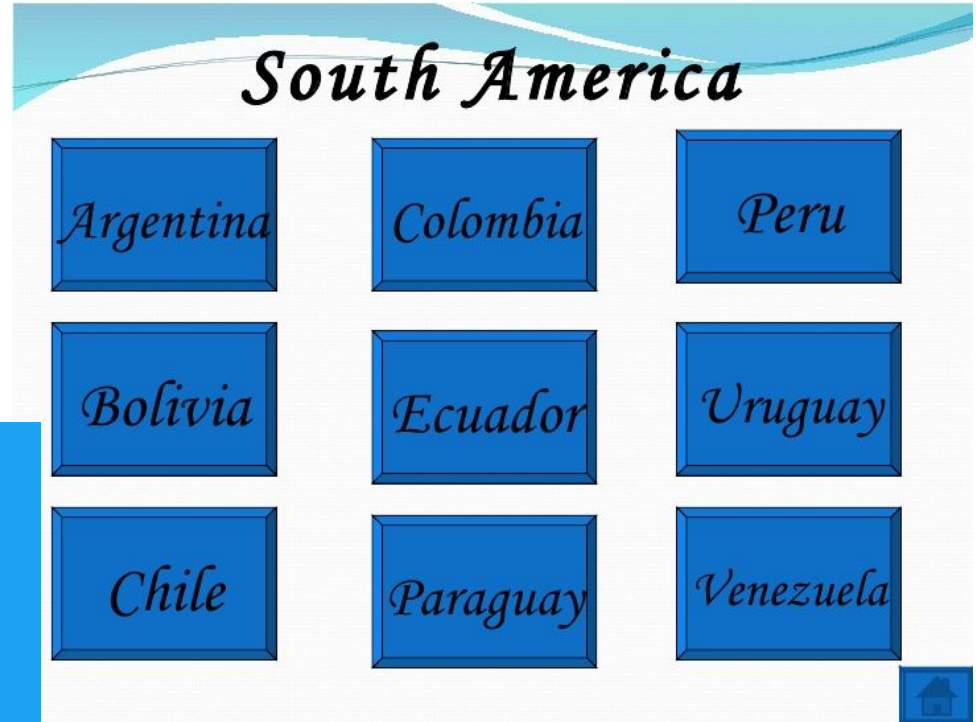 South America
Argentina
Colombia
Peru
Bolivia
Ecuador
Uruguay
Chile
Paraguay
Venezuela